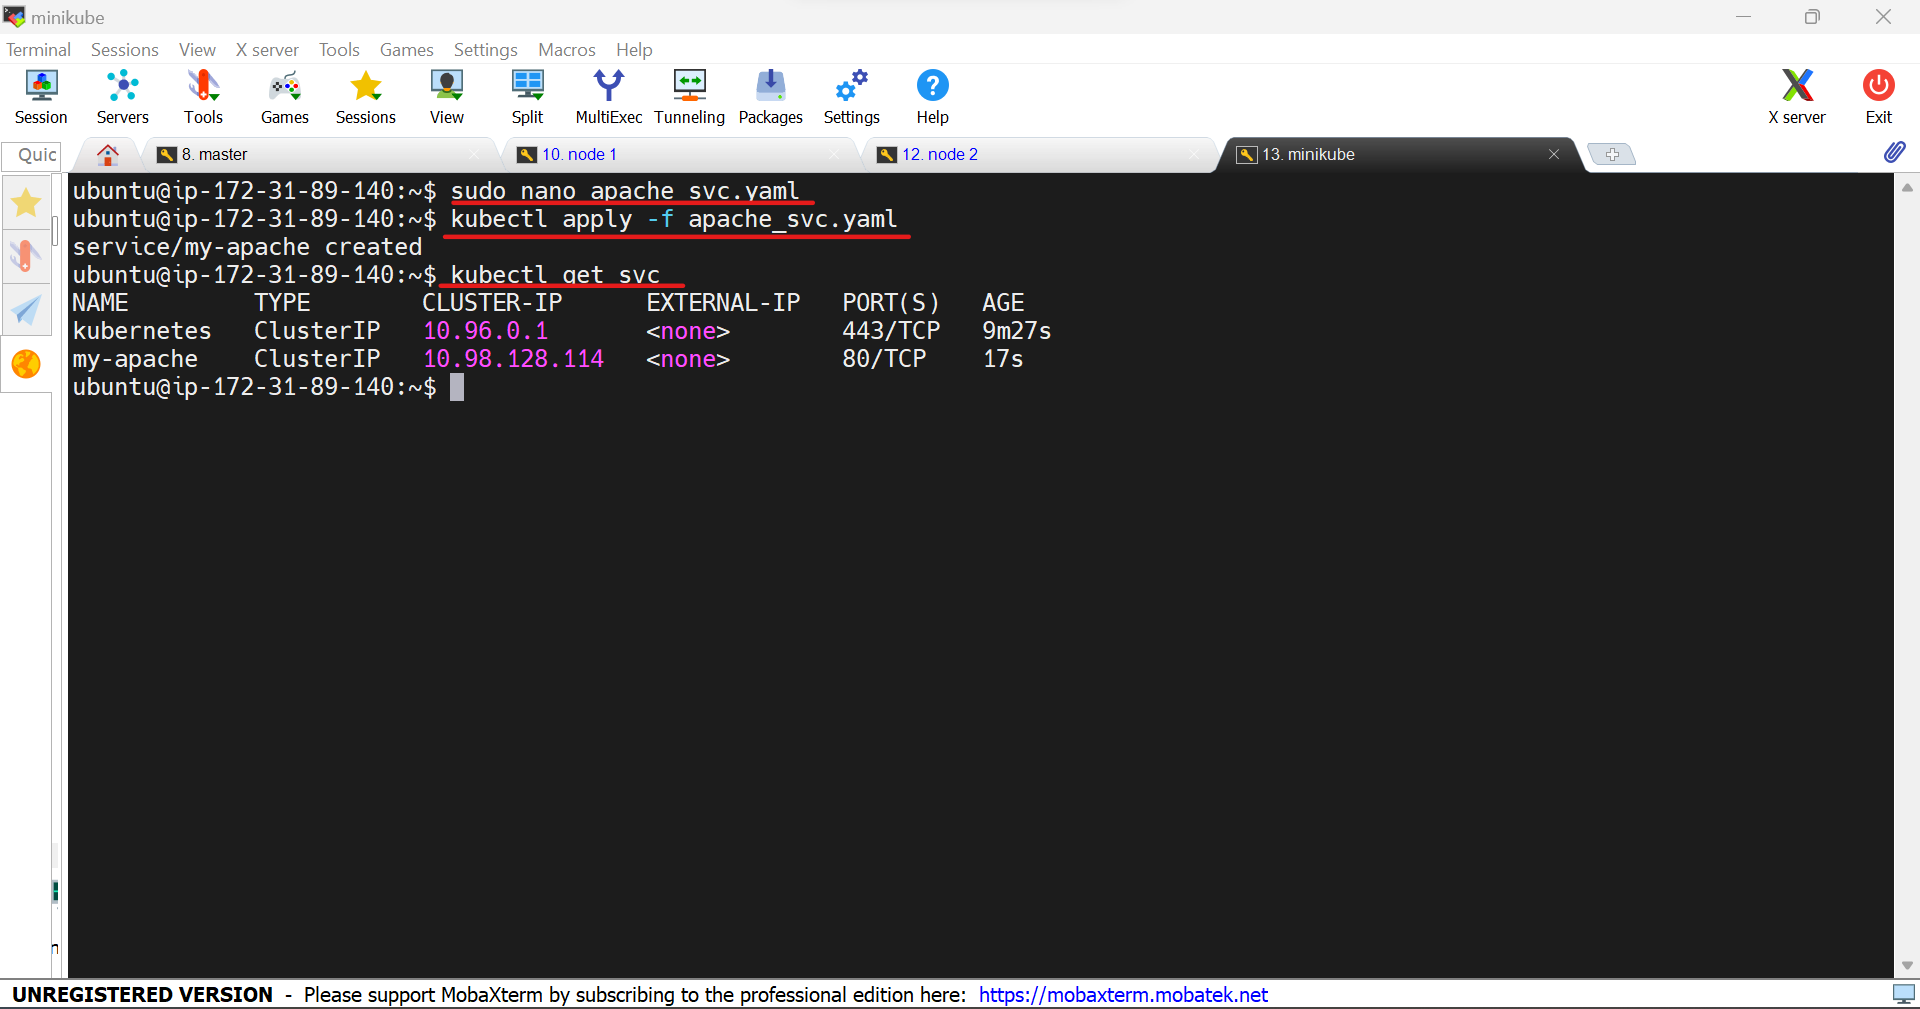 minikube
Terminal Sessions View X server Tools Games Settings Macros Help
Session Servers Tools Games Sessions View Split MultiExec Tunneling Packages Settings Help X server Exit
Quic 8. master 10. node 1 12. node 2 13. minikube
ubuntu@ip-172-31-89-140:~$ sudo nano apache_svc.yaml
ubuntu@ip-172-31-89-140:~$ kubectl apply -f apache_svc.yaml
service/my-apache created
ubuntu@ip-172-31-89-140:~$ kubectl get svc
NAME TYPE CLUSTER-IP EXTERNAL-IP PORT(S) AGE
kubernetes ClusterIP 10.96.0.1 <none> 443/TCP 9m27s
my-apache ClusterIP 10.98.128.114 <none> 80/TCP 17s
ubuntu@ip-172-31-89-140:~$
UNREGISTERED VERSION - Please support MobaXterm by subscribing to the professional edition here: https://mobaxterm.mobatek.net